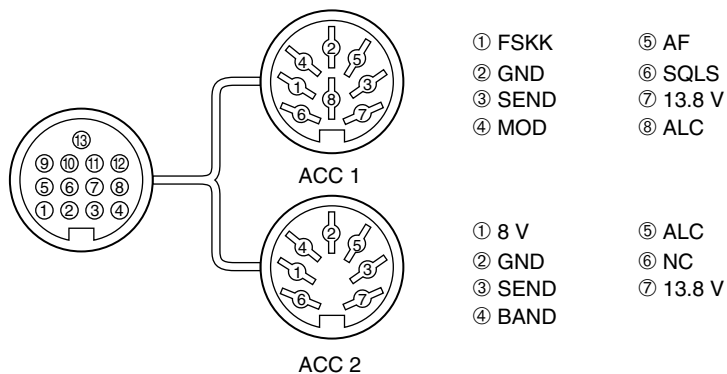 ⑬
⑨ ⑩ ⑪ ⑫
⑤ ⑥ ⑦ ⑧
① ② ③ ④
②
④ ⑤
① ③
⑧
⑥ ⑦
ACC 1
① FSKK ⑤ AF
② GND ⑥ SQLS
③ SEND ⑦ 13.8 V
④ MOD ⑧ ALC
②
④ ⑤
① ③
⑥ ⑦
ACC 2
① 8 V ⑤ ALC
② GND ⑥ NC
③ SEND ⑦ 13.8 V
④ BAND